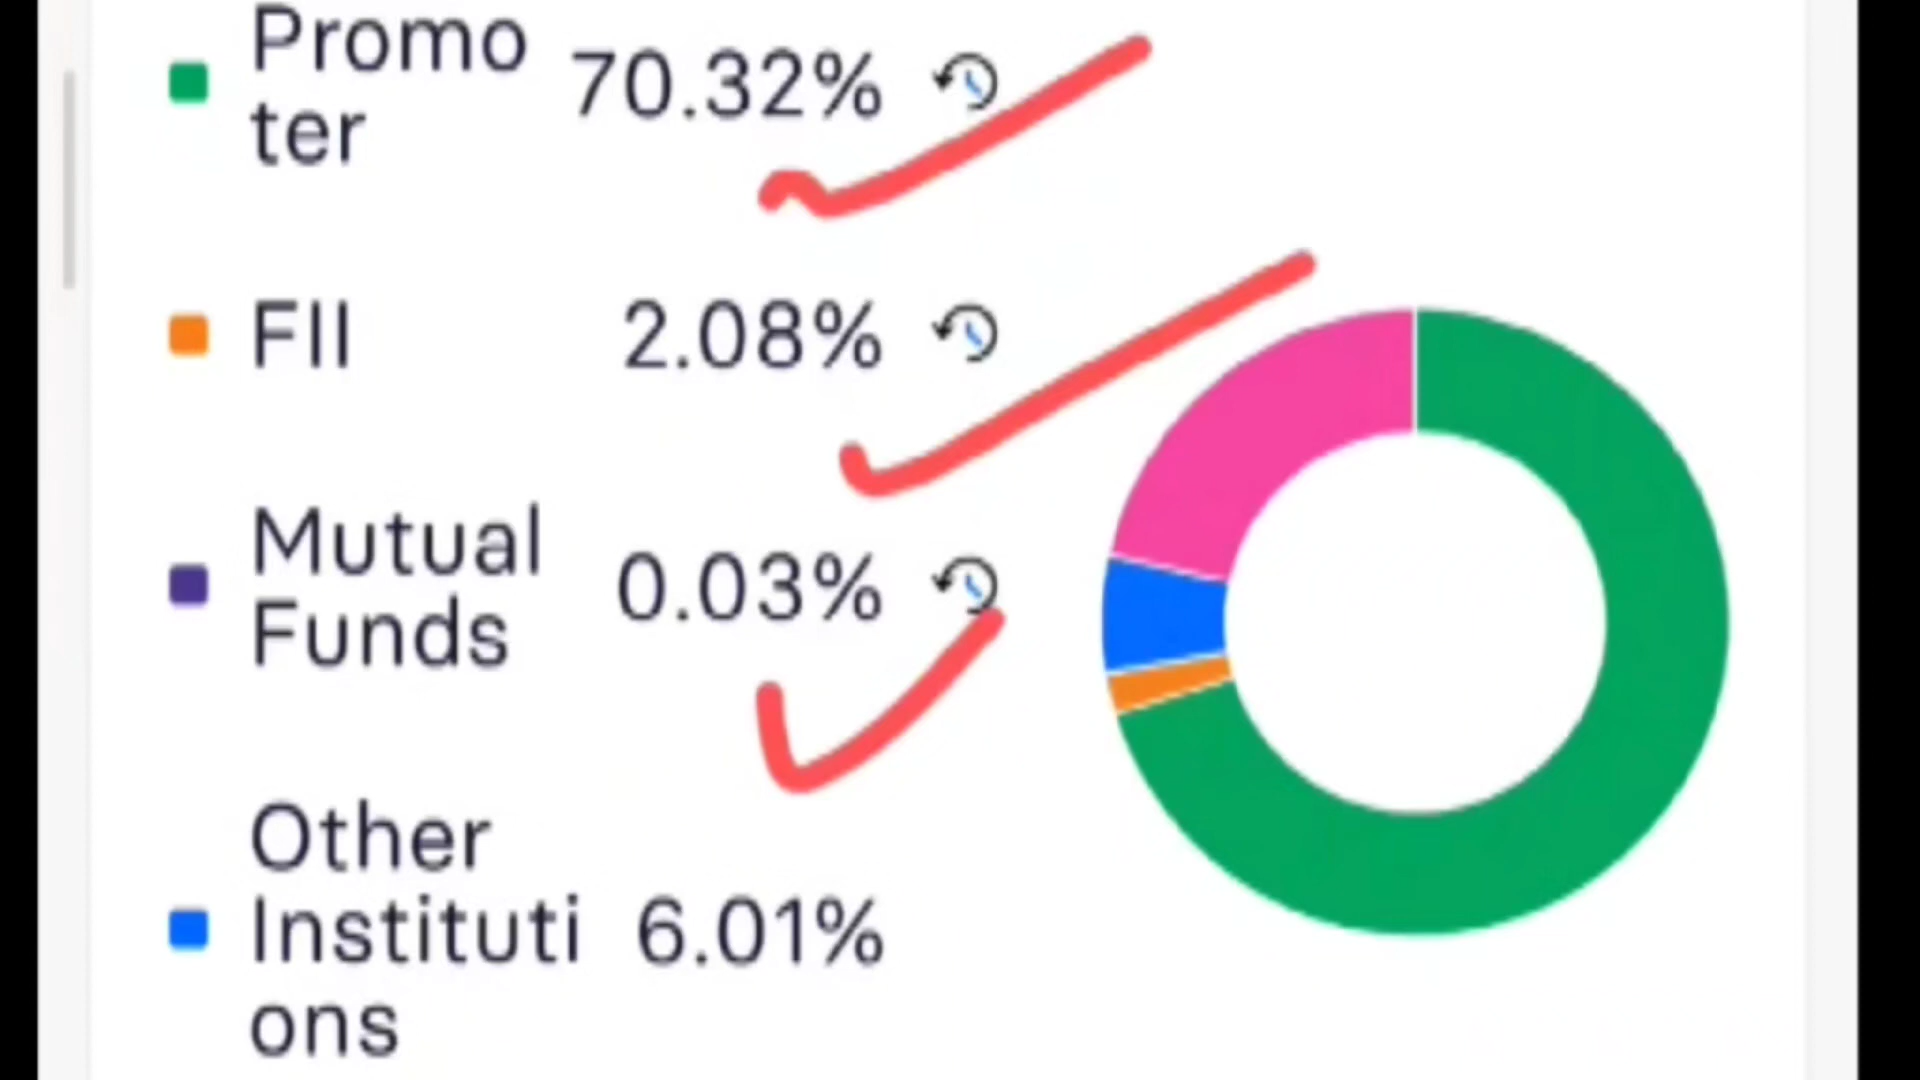 Promo
ter 70.32%
FII 2.08%
Mutual
Funds 0.03%
Other
Instituti 6.01%
ons